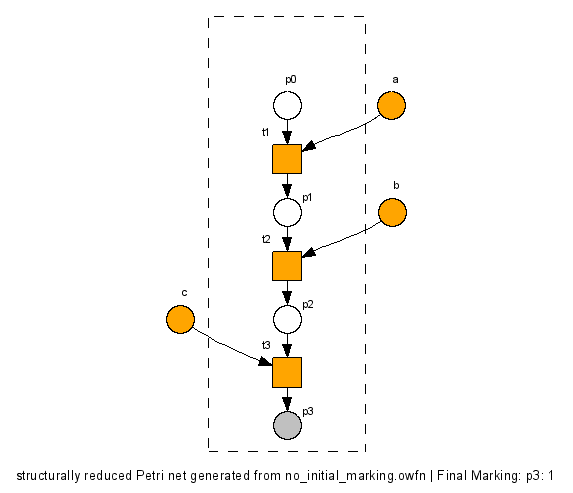 p0
a
t1
p1
b
t2
c
p2
t3
p3
structurally reduced Petri net generated from no_initial_marking.owfn | Final Marking: p3: 1